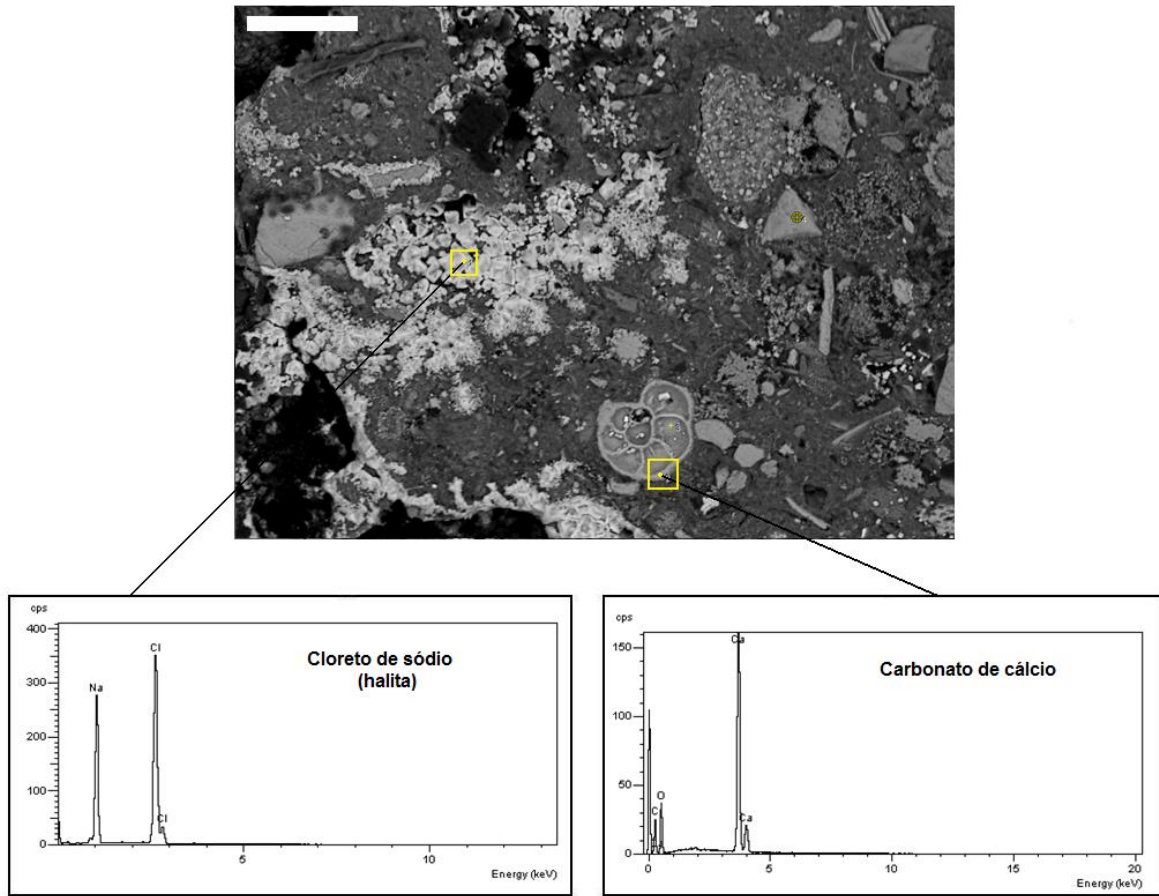 cps
400
300
200
100
0
Na
Cl
Cl
Cloreto de sódio
(halita)
5
10
Energy (keV)
cps
150
100
50
0
C
O
Ca
Ca
Carbonato de cálcio
0
5
10
15
20
Energy (keV)